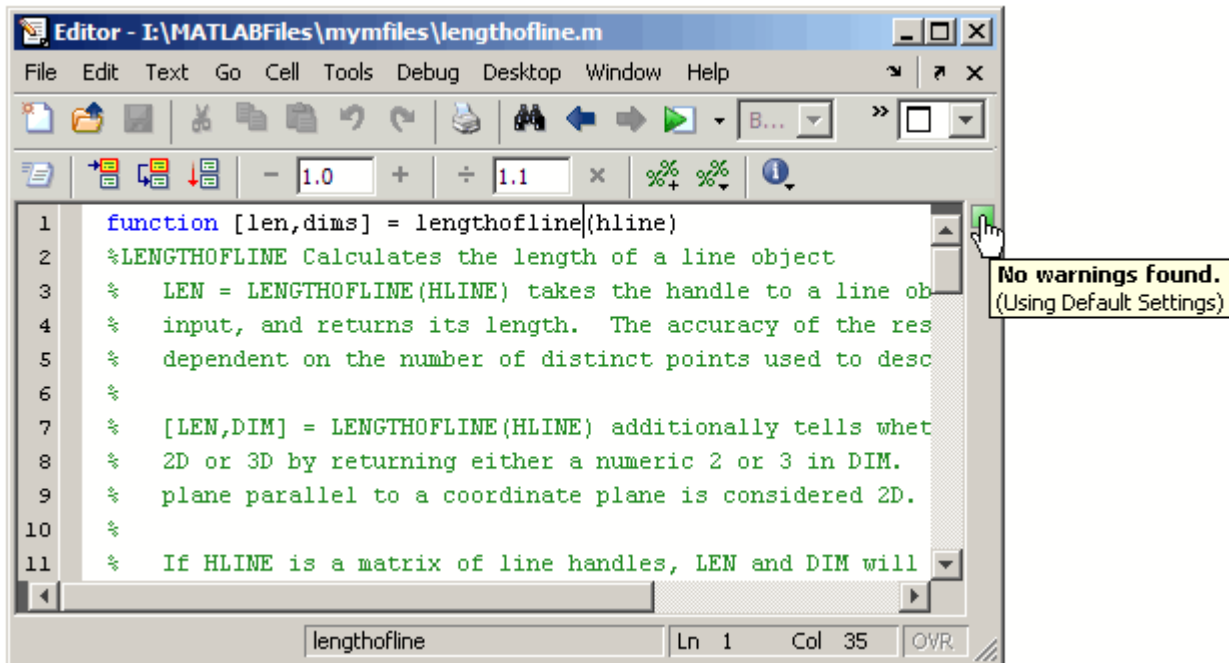 Editor - I:\MATLABFiles\mymfiles\lengthofline.m
File Edit Text Go Cell Tools Debug Desktop Window Help
B...
1.0 1.1
1 function [len,dims] = lengthofline(hline)
2 %LENGTHOFLINE Calculates the length of a line object
3 %   LEN = LENGTHOFLINE(HLINE) takes the handle to a line ob
4 %   input, and returns its length.  The accuracy of the res
5 %   dependent on the number of distinct points used to desc
6 %
7 %   [LEN,DIM] = LENGTHOFLINE(HLINE) additionally tells whet
8 %   2D or 3D by returning either a numeric 2 or 3 in DIM.
9 %   plane parallel to a coordinate plane is considered 2D.
10 %
11 %   If HLINE is a matrix of line handles, LEN and DIM will
No warnings found.
(Using Default Settings)
lengthofline Ln 1 Col 35 OVR